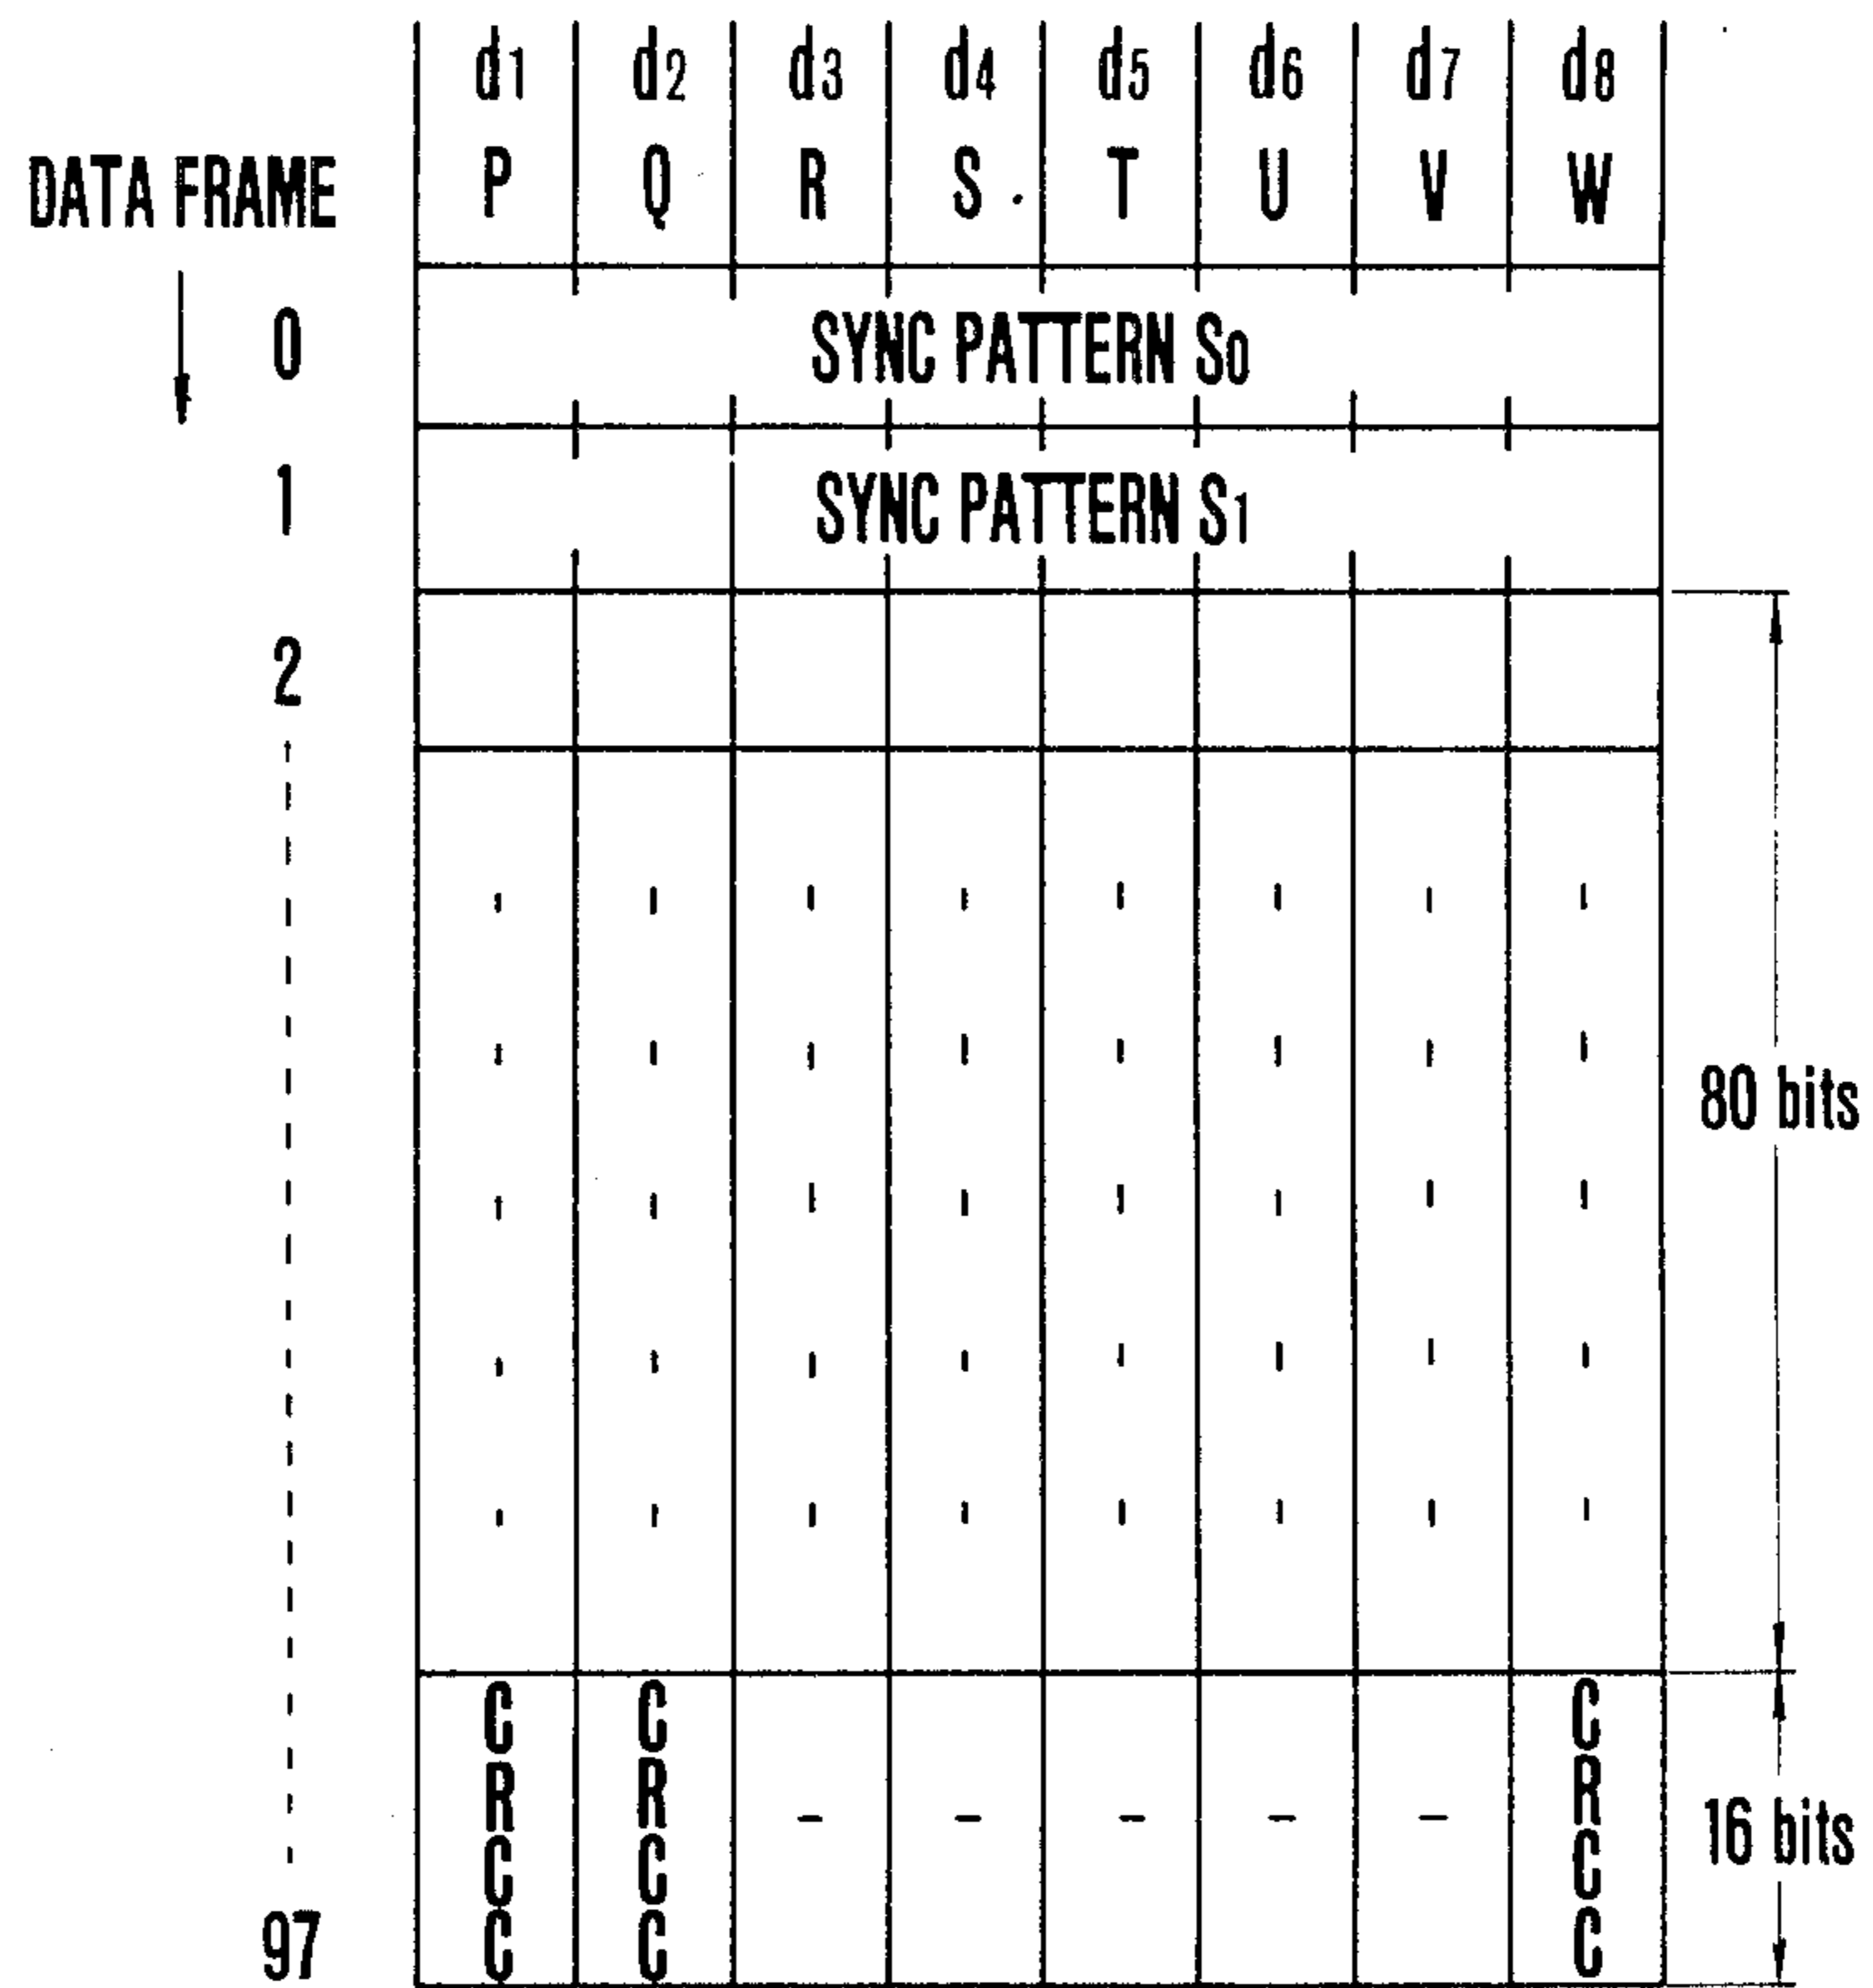 d1 d2 d3 d4 d5 d6 d7 d8
DATA FRAME P Q R S T U V W
0 SYNC PATTERN S0
1 SYNC PATTERN S1
2
80 bits
CRCC CRCC - - - - - CRCC
16 bits
97